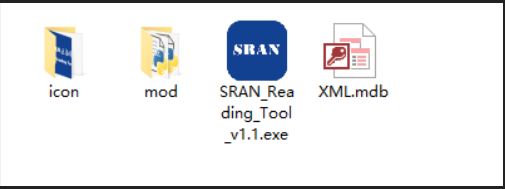 SRAN
icon
mod
SRAN_Rea
ding_Tool
_v1.1.exe
XML.mdb